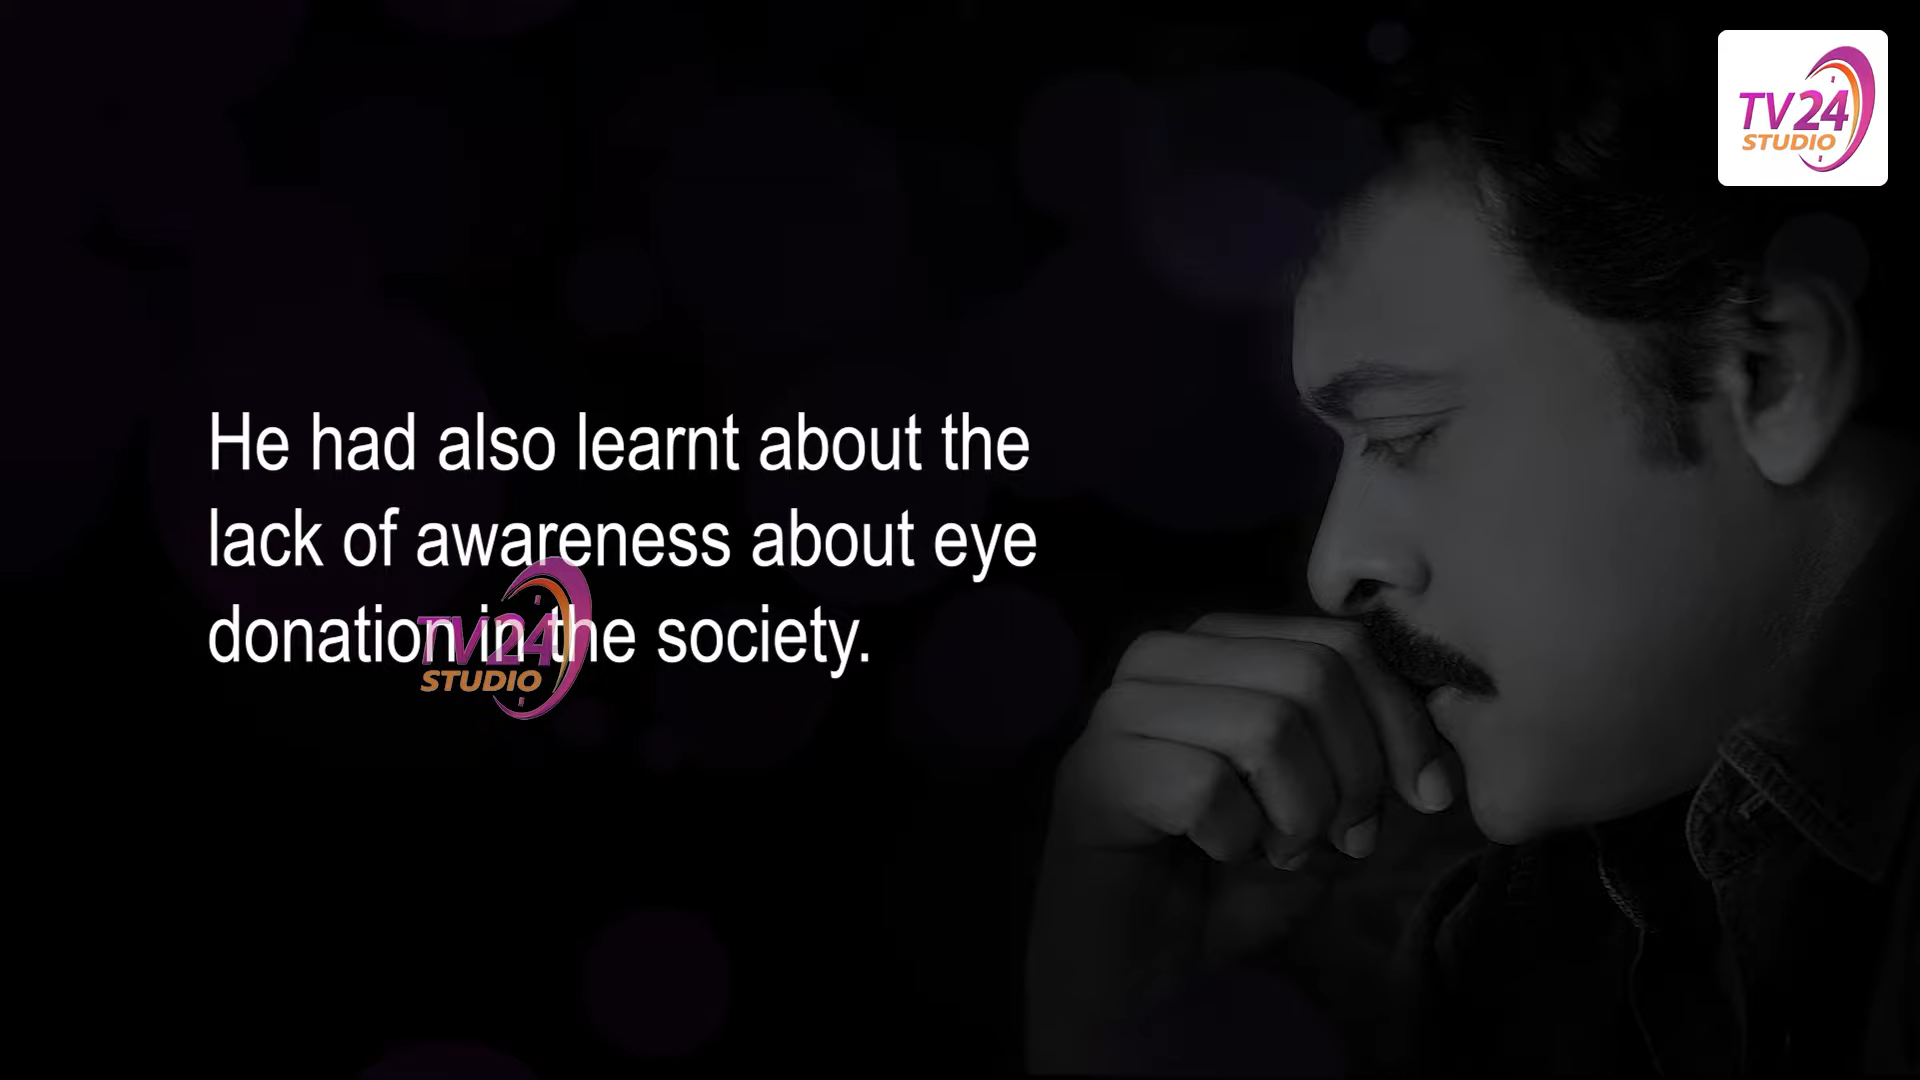 TV24
STUDIO
He had also learnt about the
lack of awareness about eye
donation in the society.
TV24
STUDIO